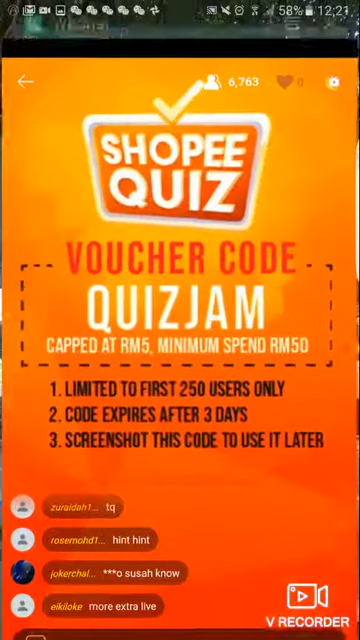 58% 12:21
6,763 0
SHOPEE
QUIZ
VOUCHER CODE
QUIZJAM
CAPPED AT RM5, MINIMUM SPEND RM50
1. LIMITED TO FIRST 250 USERS ONLY
2. CODE EXPIRES AFTER 3 DAYS
3. SCREENSHOT THIS CODE TO USE IT LATER
zuraidah1... tq
rosemohd1... hint hint
jokerchal... ***o susah know
eikiloke more extra live
V RECORDER